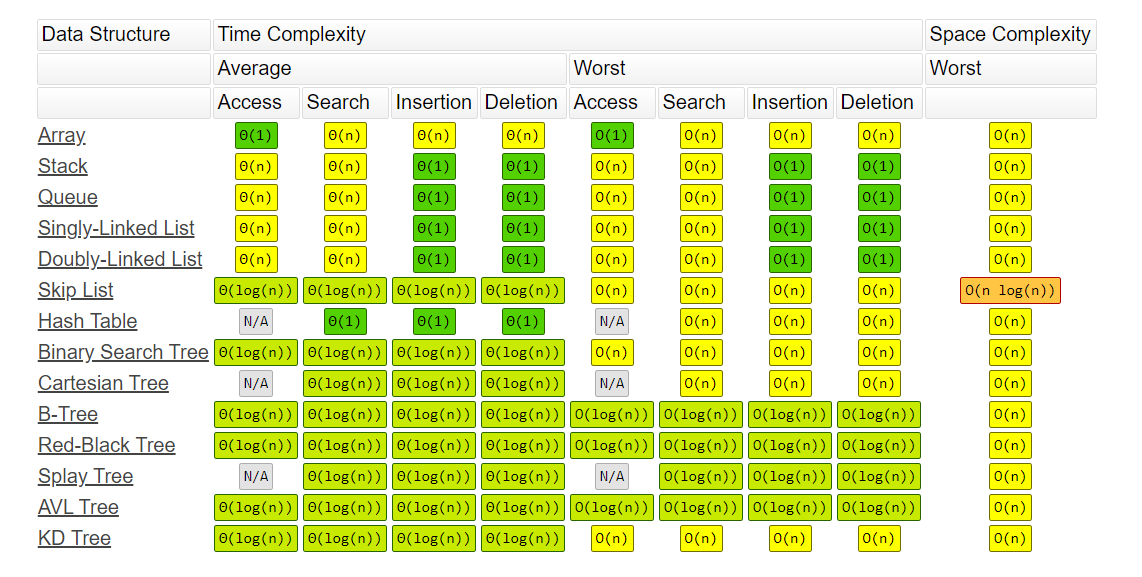 Data Structure Time Complexity Space Complexity
Average Worst Worst
Access Search Insertion Deletion Access Search Insertion Deletion
Array Θ(1) Θ(n) Θ(n) Θ(n) O(1) O(n) O(n) O(n) O(n)
Stack Θ(n) Θ(n) Θ(1) Θ(1) O(n) O(n) O(1) O(1) O(n)
Queue Θ(n) Θ(n) Θ(1) Θ(1) O(n) O(n) O(1) O(1) O(n)
Singly-Linked List Θ(n) Θ(n) Θ(1) Θ(1) O(n) O(n) O(1) O(1) O(n)
Doubly-Linked List Θ(n) Θ(n) Θ(1) Θ(1) O(n) O(n) O(1) O(1) O(n)
Skip List Θ(log(n)) Θ(log(n)) Θ(log(n)) Θ(log(n)) O(n) O(n) O(n) O(n) O(n log(n))
Hash Table N/A Θ(1) Θ(1) Θ(1) N/A O(n) O(n) O(n) O(n)
Binary Search Tree Θ(log(n)) Θ(log(n)) Θ(log(n)) Θ(log(n)) O(n) O(n) O(n) O(n) O(n)
Cartesian Tree N/A Θ(log(n)) Θ(log(n)) Θ(log(n)) N/A O(n) O(n) O(n) O(n)
B-Tree Θ(log(n)) Θ(log(n)) Θ(log(n)) Θ(log(n)) O(log(n)) O(log(n)) O(log(n)) O(log(n)) O(n)
Red-Black Tree Θ(log(n)) Θ(log(n)) Θ(log(n)) Θ(log(n)) O(log(n)) O(log(n)) O(log(n)) O(log(n)) O(n)
Splay Tree N/A Θ(log(n)) Θ(log(n)) Θ(log(n)) N/A O(log(n)) O(log(n)) O(log(n)) O(n)
AVL Tree Θ(log(n)) Θ(log(n)) Θ(log(n)) Θ(log(n)) O(log(n)) O(log(n)) O(log(n)) O(log(n)) O(n)
KD Tree Θ(log(n)) Θ(log(n)) Θ(log(n)) Θ(log(n)) O(n) O(n) O(n) O(n) O(n)